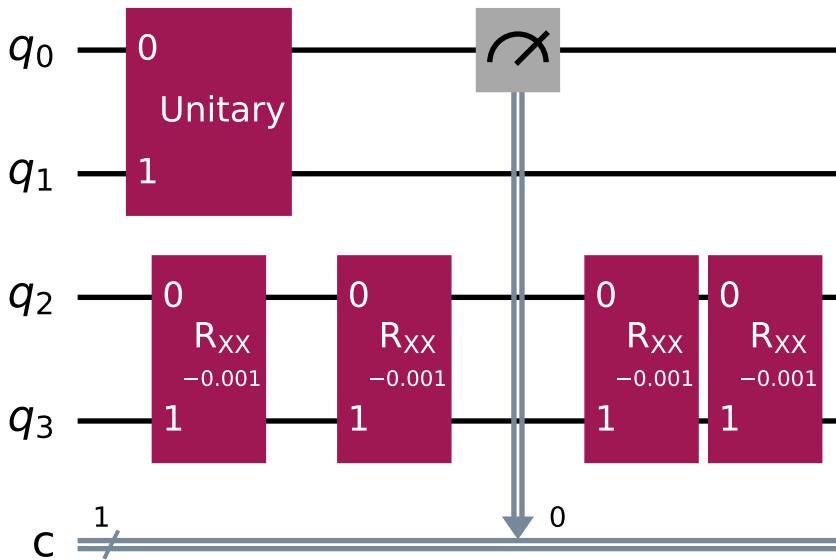 q0
0
Unitary
q1
1
q2
0 0 0 0
RXX RXX RXX RXX
−0.001 −0.001 −0.001 −0.001
q3
1 1 1 1
1 0
c